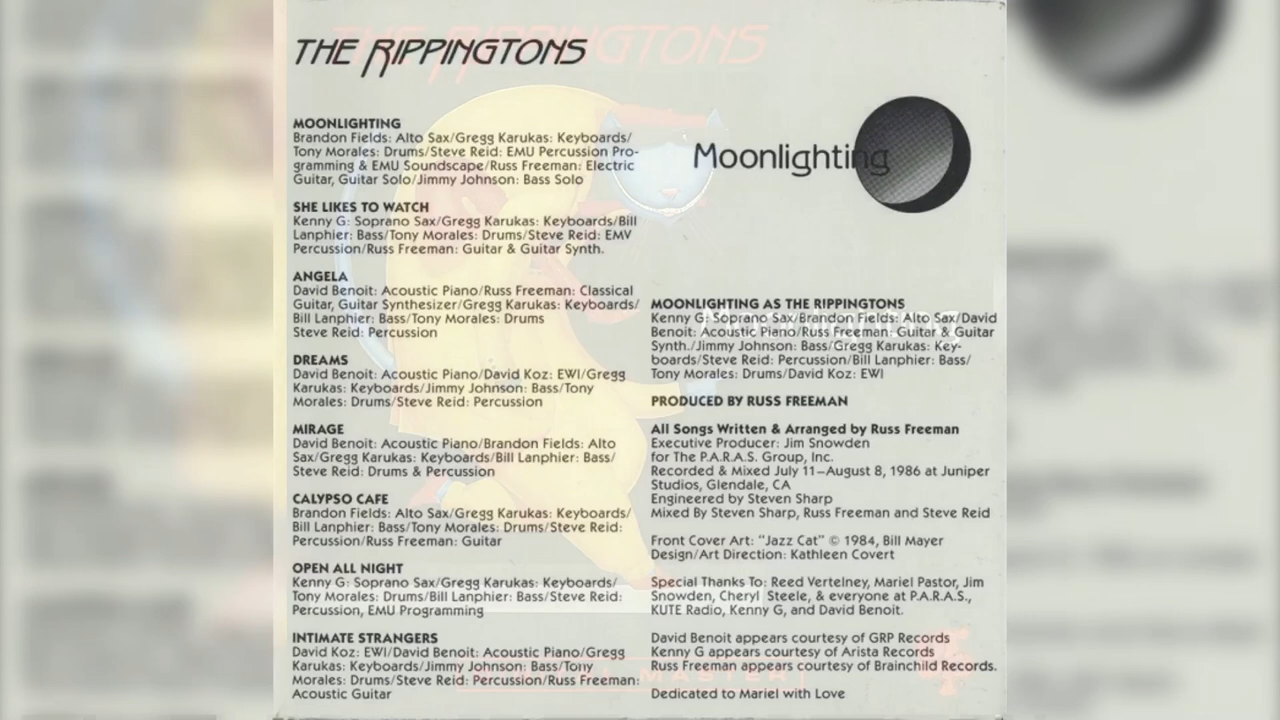 THE RIPPINGTONS
MOONLIGHTING
Brandon Fields: Alto Sax/Gregg Karukas: Keyboards/
Tony Morales: Drums/Steve Reid: EMU Percussion Pro-
gramming & EMU Soundscape/Russ Freeman: Electric
Guitar, Guitar Solo/Jimmy Johnson: Bass Solo
SHE LIKES TO WATCH
Kenny G: Soprano Sax/Gregg Karukas: Keyboards/Bill
Lanphier: Bass/Tony Morales: Drums/Steve Reid: EMV
Percussion/Russ Freeman: Guitar & Guitar Synth.
ANGELA
David Benoit: Acoustic Piano/Russ Freeman: Classical
Guitar, Guitar Synthesizer/Gregg Karukas: Keyboards/
Bill Lanphier: Bass/Tony Morales: Drums
Steve Reid: Percussion
DREAMS
David Benoit: Acoustic Piano/David Koz: EWI/Gregg
Karukas: Keyboards/Jimmy Johnson: Bass/Tony
Morales: Drums/Steve Reid: Percussion
MIRAGE
David Benoit: Acoustic Piano/Brandon Fields: Alto
Sax/Gregg Karukas: Keyboards/Bill Lanphier: Bass/
Steve Reid: Drums & Percussion
CALYPSO CAFE
Brandon Fields: Alto Sax/Gregg Karukas: Keyboards/
Bill Lanphier: Bass/Tony Morales: Drums/Steve Reid:
Percussion/Russ Freeman: Guitar
OPEN ALL NIGHT
Kenny G: Soprano Sax/Gregg Karukas: Keyboards/
Tony Morales: Drums/Bill Lanphier: Bass/Steve Reid:
Percussion, EMU Programming
INTIMATE STRANGERS
David Koz: EWI/David Benoit: Acoustic Piano/Gregg
Karukas: Keyboards/Jimmy Johnson: Bass/Tony
Morales: Drums/Steve Reid: Percussion/Russ Freeman:
Acoustic Guitar
Moonlighting
MOONLIGHTING AS THE RIPPINGTONS
Kenny G: Soprano Sax/Brandon Fields: Alto Sax/David
Benoit: Acoustic Piano/Russ Freeman: Guitar & Guitar
Synth./Jimmy Johnson: Bass/Gregg Karukas: Key-
boards/Steve Reid: Percussion/Bill Lanphier: Bass/
Tony Morales: Drums/David Koz: EWI
PRODUCED BY RUSS FREEMAN
All Songs Written & Arranged by Russ Freeman
Executive Producer: Jim Snowden
for The P.A.R.A.S. Group, Inc.
Recorded & Mixed July 11–August 8, 1986 at Juniper
Studios, Glendale, CA
Engineered by Steven Sharp
Mixed By Steven Sharp, Russ Freeman and Steve Reid
Front Cover Art: “Jazz Cat” © 1984, Bill Mayer
Design/Art Direction: Kathleen Covert
Special Thanks To: Reed Vertelney, Mariel Pastor, Jim
Snowden, Cheryl Steele, & everyone at P.A.R.A.S.,
KUTE Radio, Kenny G, and David Benoit.
David Benoit appears courtesy of GRP Records
Kenny G appears courtesy of Arista Records
Russ Freeman appears courtesy of Brainchild Records.
Dedicated to Mariel with Love